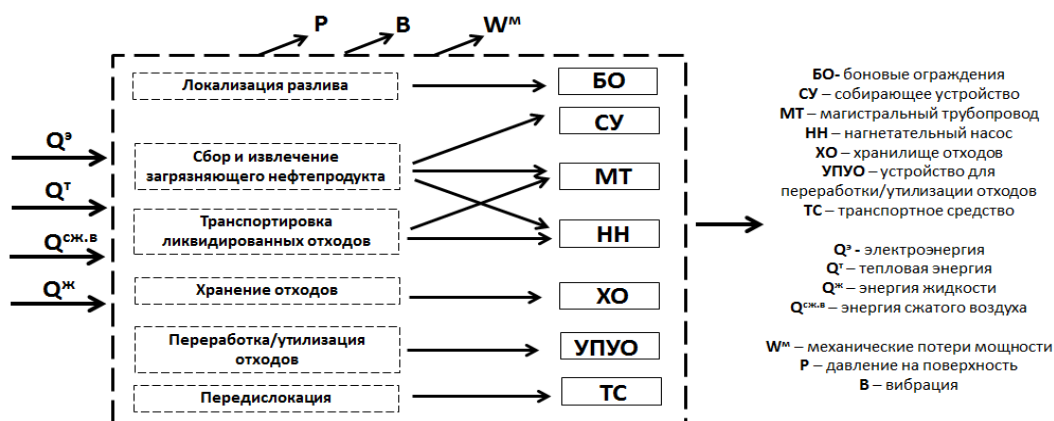 P
B
Wᴹ
Qᵉ
Qᵀ
Qᶜж.ᴮ
Qж
Локализация разлива
Сбор и извлечение
загрязняющего нефтепродукта
Транспортировка
ликвидированных отходов
Хранение отходов
Переработка/утилизация
отходов
Передислокация
БО
СУ
МТ
НН
ХО
УПУО
ТС
БО- боновые ограждения
СУ – собирающее устройство
МТ – магистральный трубопровод
НН – нагнетательный насос
ХО – хранилище отходов
УПУО – устройство для
переработки/утилизации отходов
ТС – транспортное средство
Qᵊ - электроэнергия
Qᵀ – тепловая энергия
Qж – энергия жидкости
Qсж.в – энергия сжатого воздуха
Wᴹ – механические потери мощности
P – давление на поверхность
B – вибрация